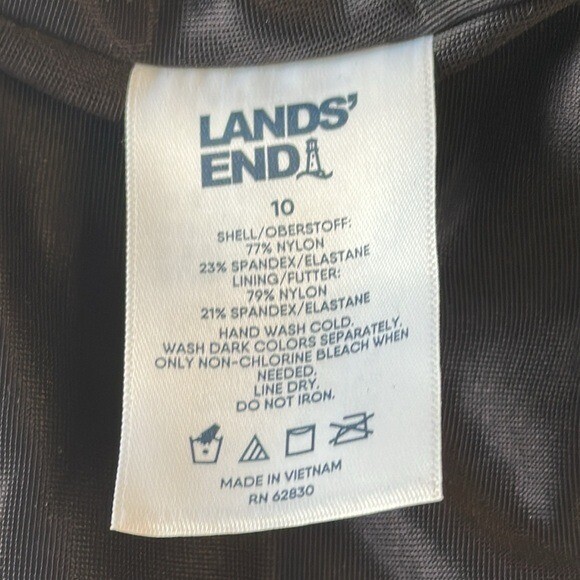 LANDS'
END
10
SHELL/OBERSTOFF:
77% NYLON
23% SPANDEX/ELASTANE
LINING/FUTTER:
79% NYLON
21% SPANDEX/ELASTANE
HAND WASH COLD.
WASH DARK COLORS SEPARATELY.
ONLY NON-CHLORINE BLEACH WHEN
NEEDED.
LINE DRY.
DO NOT IRON.
MADE IN VIETNAM
RN 62830